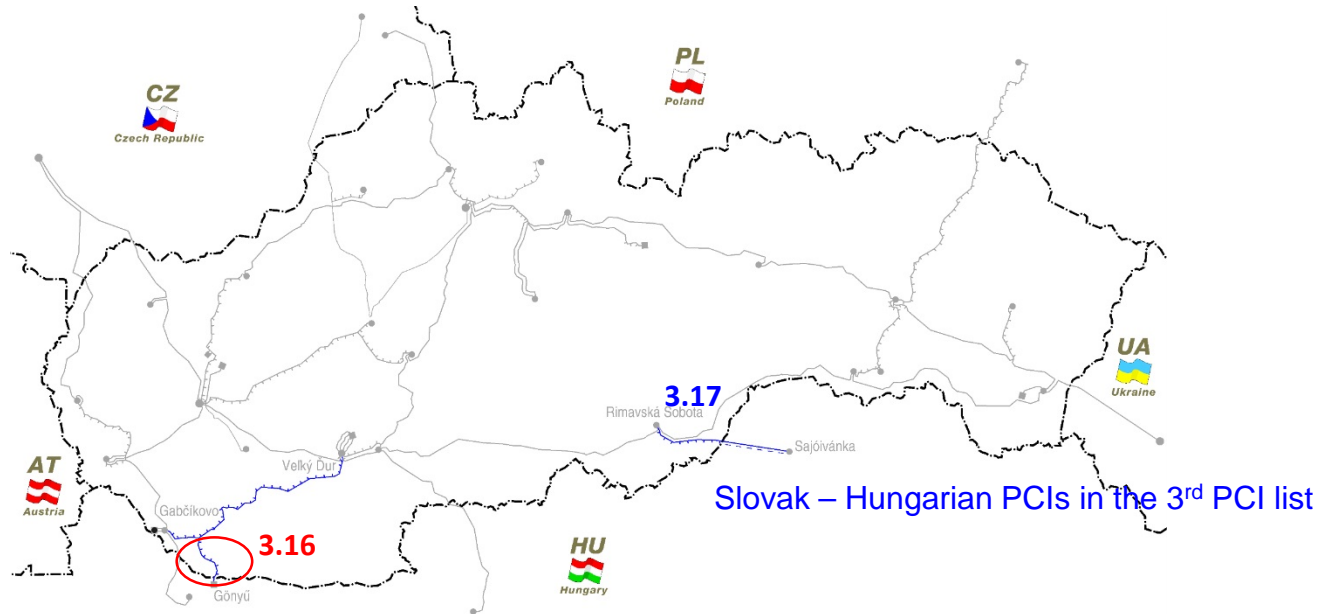 PL
Poland
CZ
Czech Republic
UA
Ukraine
3.17
Rimavská Sobota
Sajóivánka
Veľký Ďur
AT
Austria
Slovak – Hungarian PCIs in the 3rd PCI list
Gabčíkovo
3.16
HU
Hungary
Gönyű